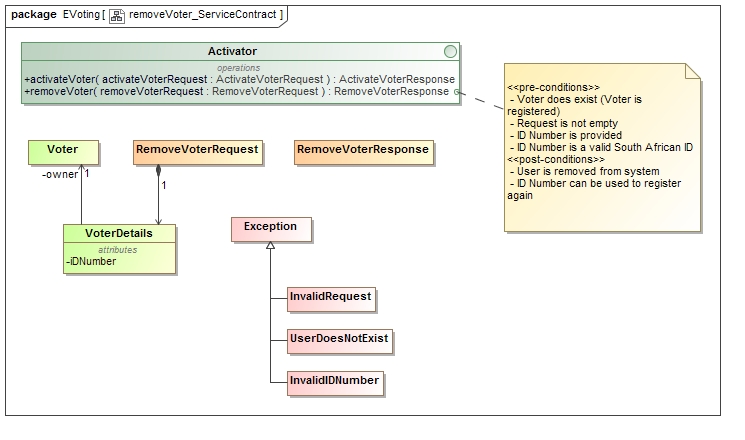 package EVoting[ removeVoter_ServiceContract ]
Activator
operations
+activateVoter( activateVoterRequest : ActivateVoterRequest ) : ActivateVoterResponse
+removeVoter( removeVoterRequest : RemoveVoterRequest ) : RemoveVoterResponse
<<pre-conditions>>
- Voter does exist (Voter is
registered)
- Request is not empty
- ID Number is provided
- ID Number is a valid South African ID
<<post-conditions>>
- User is removed from system
- ID Number can be used to register
again
Voter
RemoveVoterRequest
RemoveVoterResponse
-owner 1
1
VoterDetails
attributes
-iDNumber
Exception
InvalidRequest
UserDoesNotExist
InvalidIDNumber